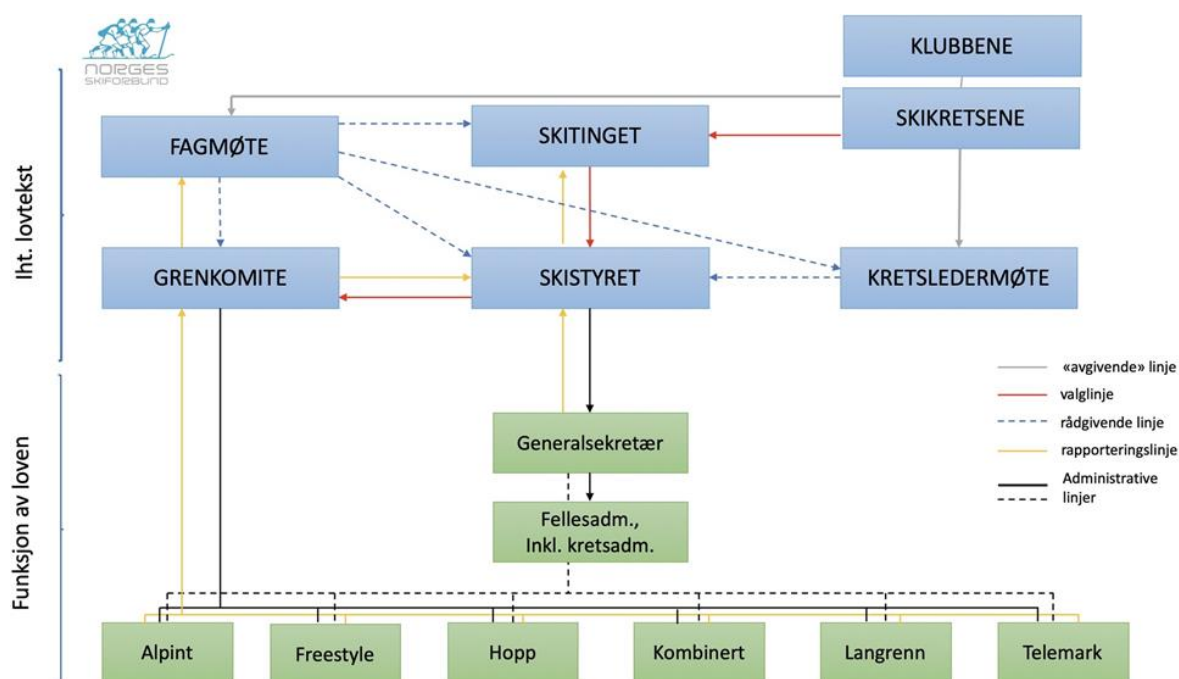 NORGES
SKIFORBUND
KLUBBENE
SKIKRETSENE
FAGMØTE
SKITINGET
Iht. lovtekst
GRENKOMITE
SKISTYRET
KRETSLEDERMØTE
«avgivende» linje
valglinje
rådgivende linje
rapporteringslinje
Administrative
linjer
Funksjon av loven
Generalsekretær
Fellesadm.,
Inkl. kretsadm.
Alpint
Freestyle
Hopp
Kombinert
Langrenn
Telemark